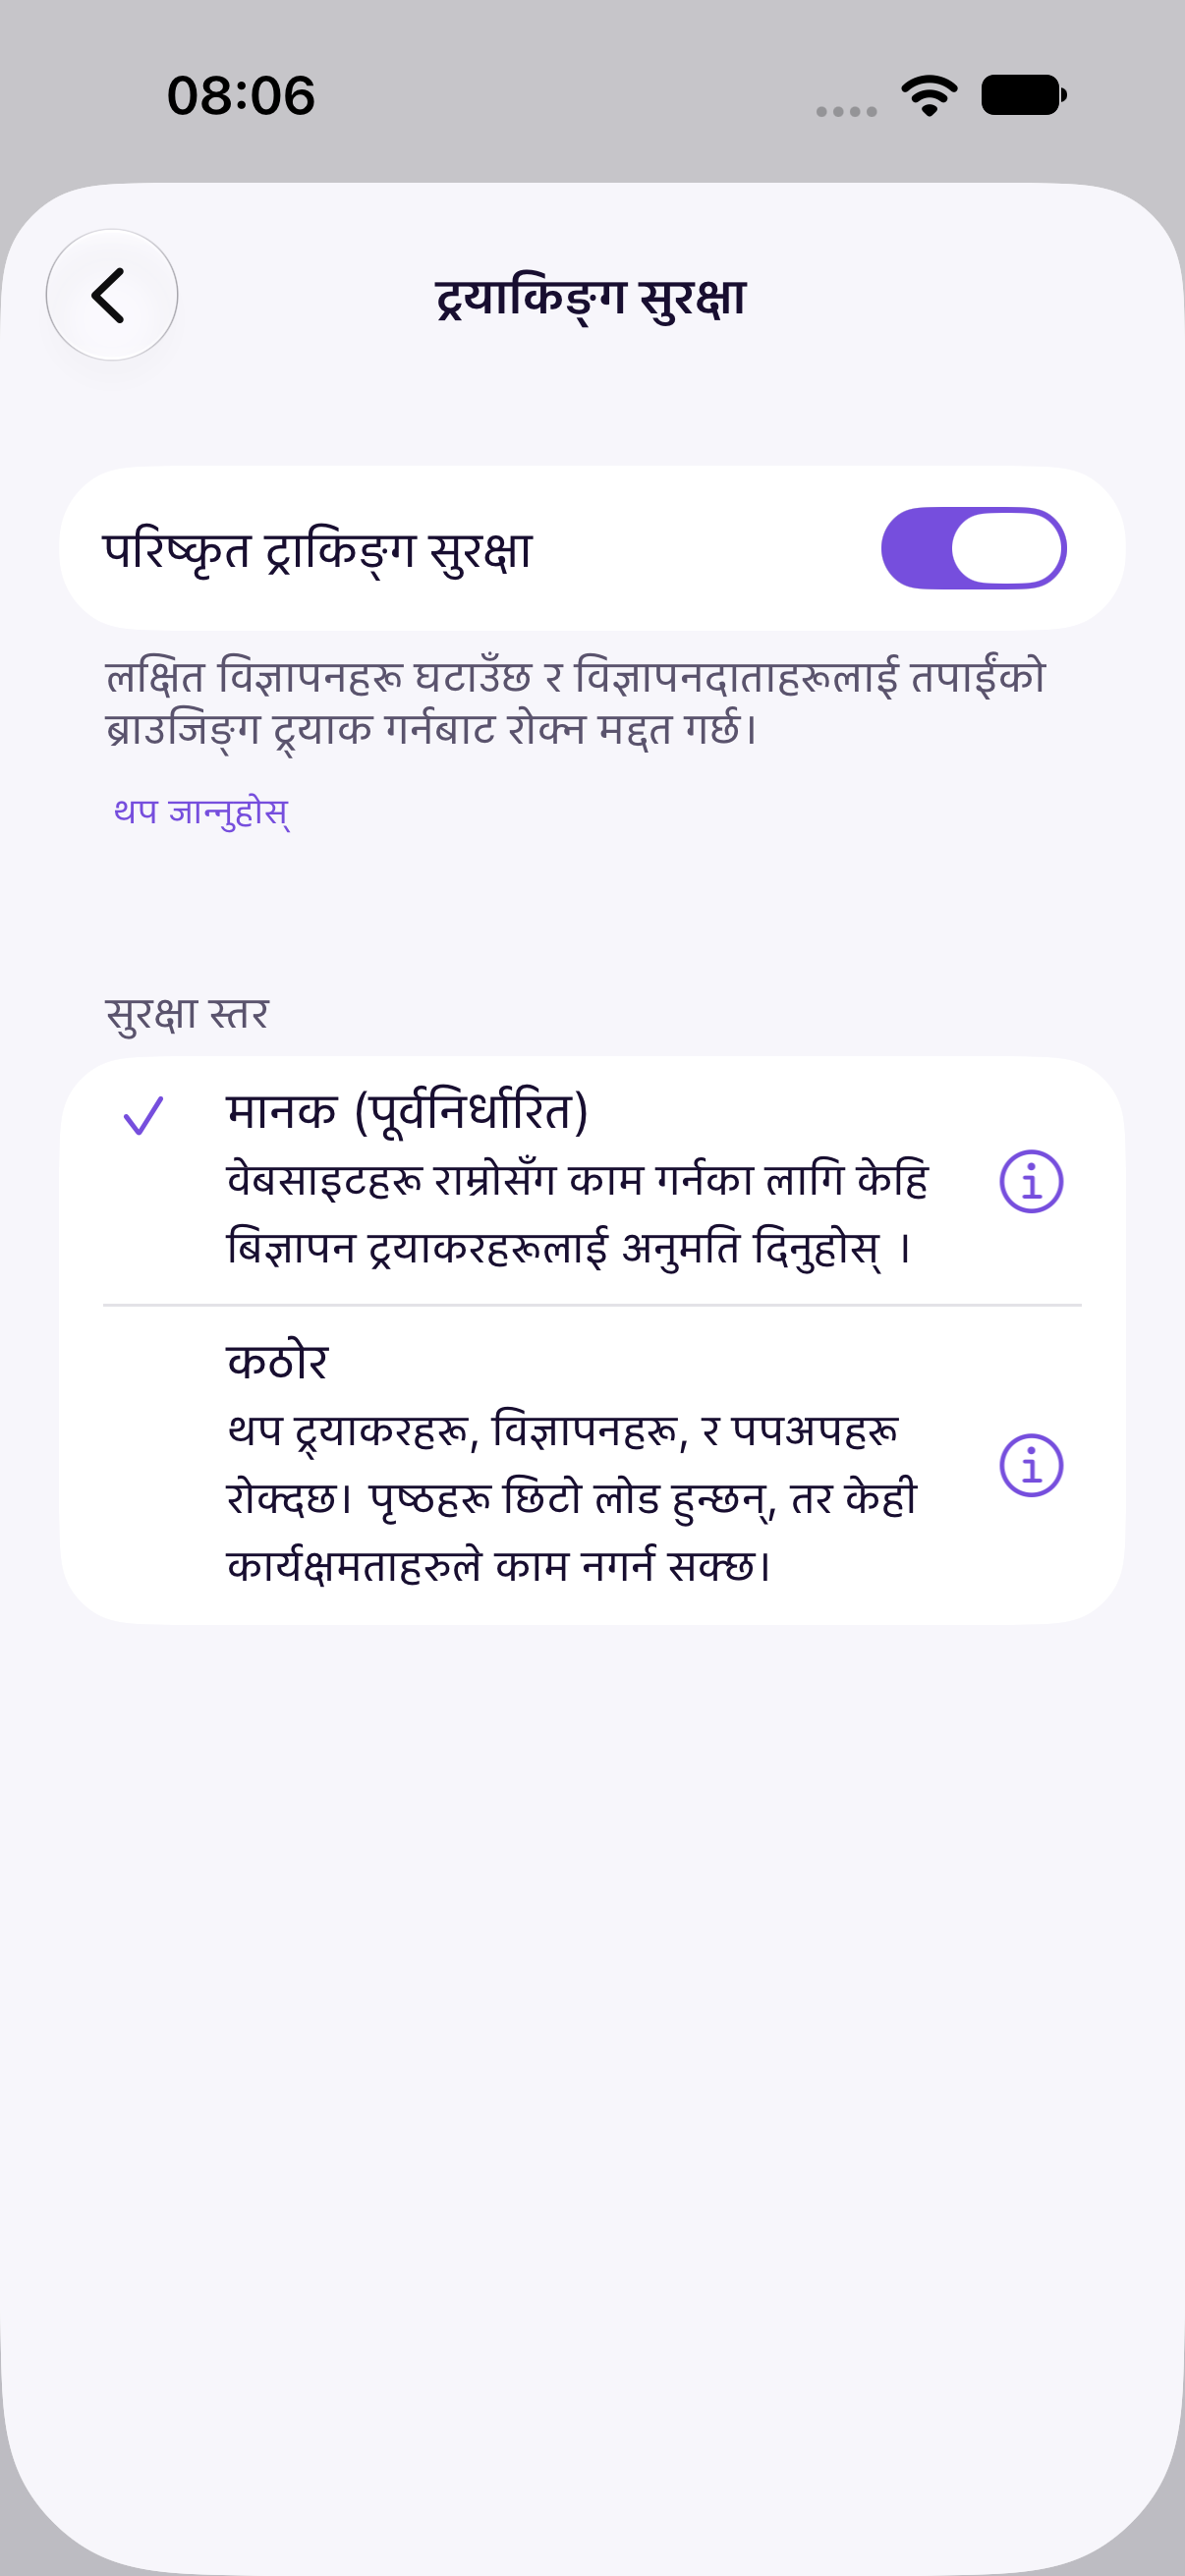 08:06
ट्रयाकिङ्ग सुरक्षा
परिष्कृत ट्राकिङ्ग सुरक्षा
लक्षित विज्ञापनहरू घटाउँछ र विज्ञापनदाताहरूलाई तपाईंको
ब्राउजिङ्ग ट्र्याक गर्नबाट रोक्न मद्दत गर्छ।
थप जान्नुहोस्
सुरक्षा स्तर
मानक (पूर्वनिर्धारित)
वेबसाइटहरू राम्रोसँग काम गर्नका लागि केहि
बिज्ञापन ट्रयाकरहरूलाई अनुमति दिनुहोस् ।
कठोर
थप ट्र्याकरहरू, विज्ञापनहरू, र पपअपहरू
रोक्दछ। पृष्ठहरू छिटो लोड हुन्छन्, तर केही
कार्यक्षमताहरुले काम नगर्न सक्छ।